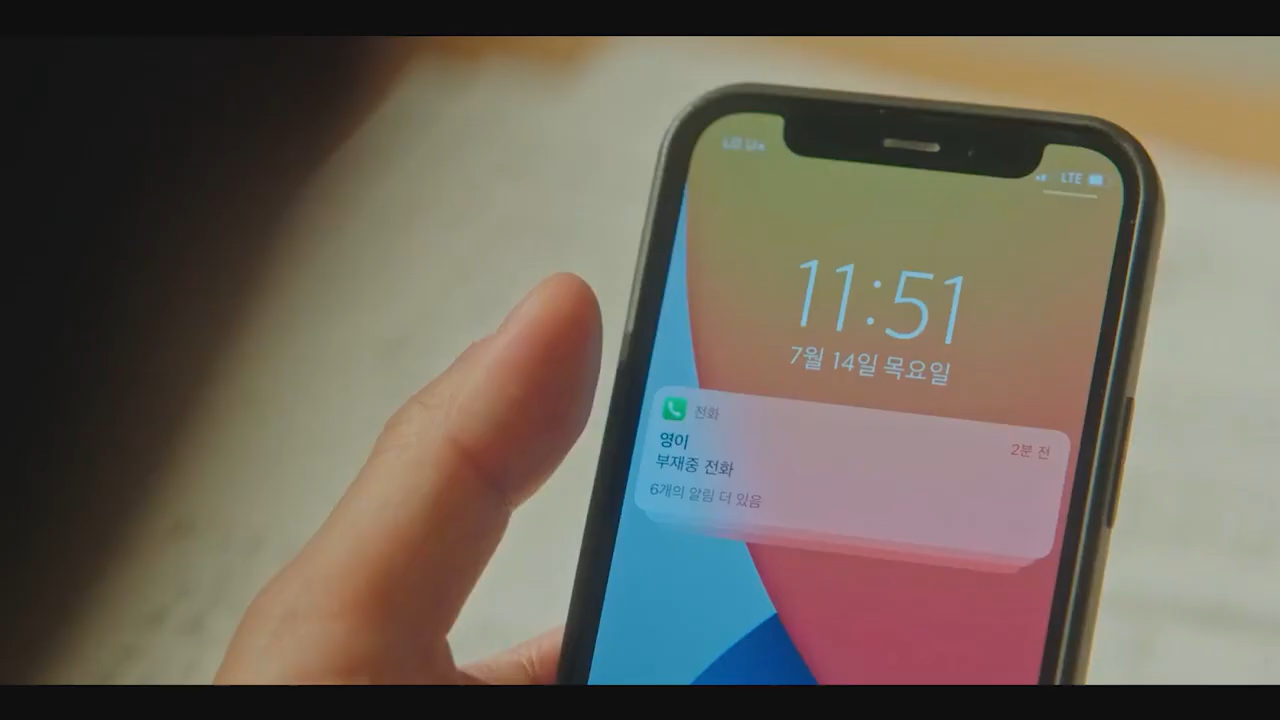 LG U+
LTE
11:51
7월 14일 목요일
전화
2분 전
영이
부재중 전화
6개의 알림 더 있음